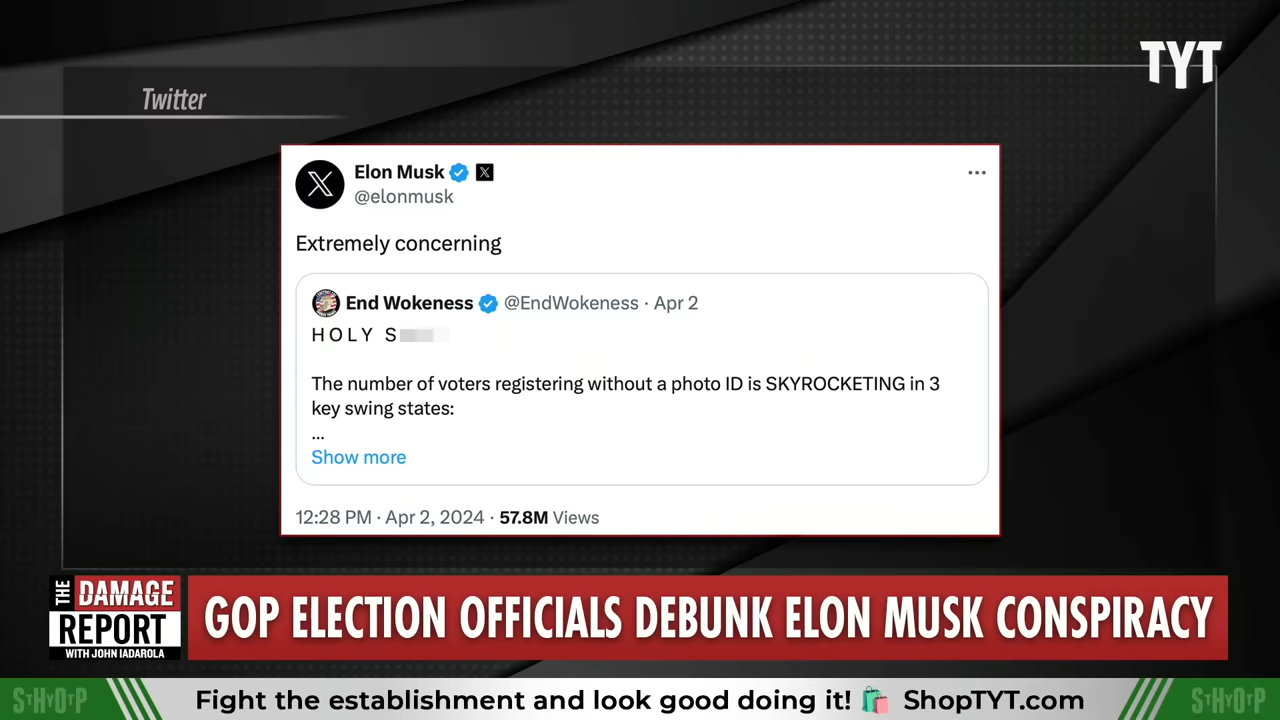 TYT
Twitter
Elon Musk
@elonmusk
Extremely concerning
End Wokeness @EndWokeness · Apr 2
HOLY S
The number of voters registering without a photo ID is SKYROCKETING in 3
key swing states:
...
Show more
12:28 PM · Apr 2, 2024 · 57.8M Views
THE DAMAGE
REPORT
WITH JOHN IADAROLA
GOP ELECTION OFFICIALS DEBUNK ELON MUSK CONSPIRACY
Fight the establishment and look good doing it! ShopTYT.com